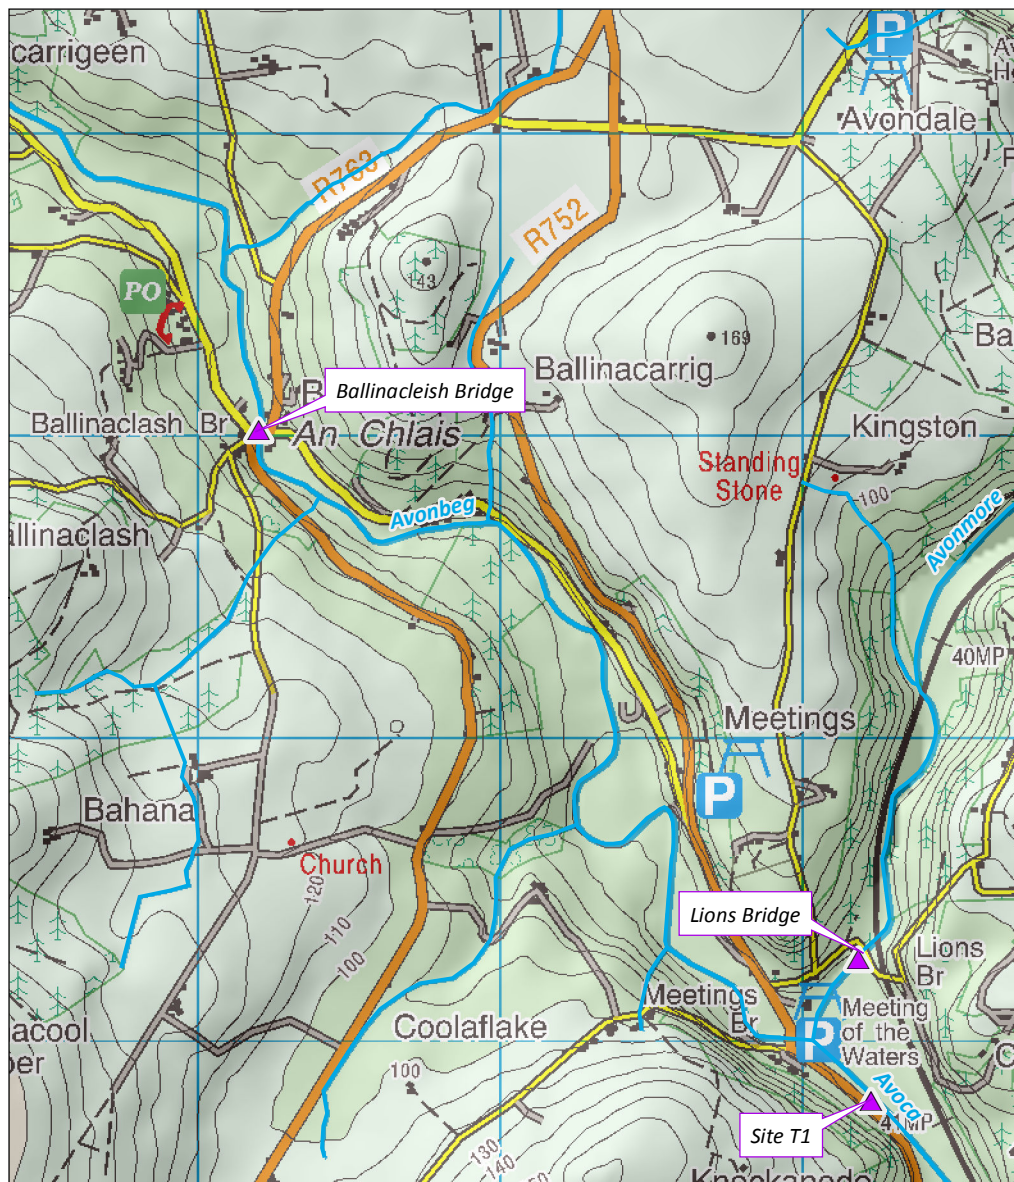 carrigeen
P
Avondale
R763
R752
PO
143
169
Ballinacarrig
Ballinacleish Bridge
Ballinaclash Br
An Chlais
Kingston
Standing
Stone
100
Avonbeg
Avonmore
allinaclash
40MP
Meetings
P
Bahana
Church
120
110
100
Lions Bridge
Lions
Br
Meetings
Br
Meeting
of the
Waters
P
acool
per
Coolaflake
100
Avoca
41MP
Site T1
130
140
150